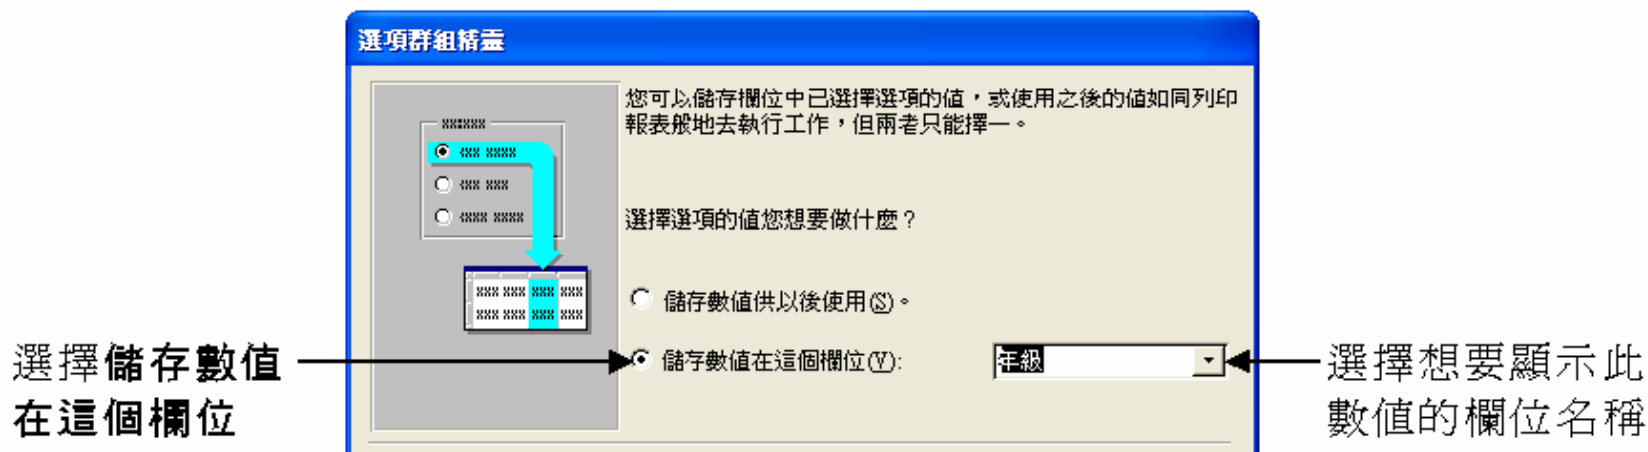 選項群組精靈
您可以儲存欄位中已選擇選項的值，或使用之後的值如同列印
報表般地去執行工作，但兩者只能擇一。
選擇選項的值您想要做什麼？
儲存數值供以後使用(S)。
選擇儲存數值
在這個欄位
儲存數值在這個欄位(V):
年級
選擇想要顯示此
數值的欄位名稱